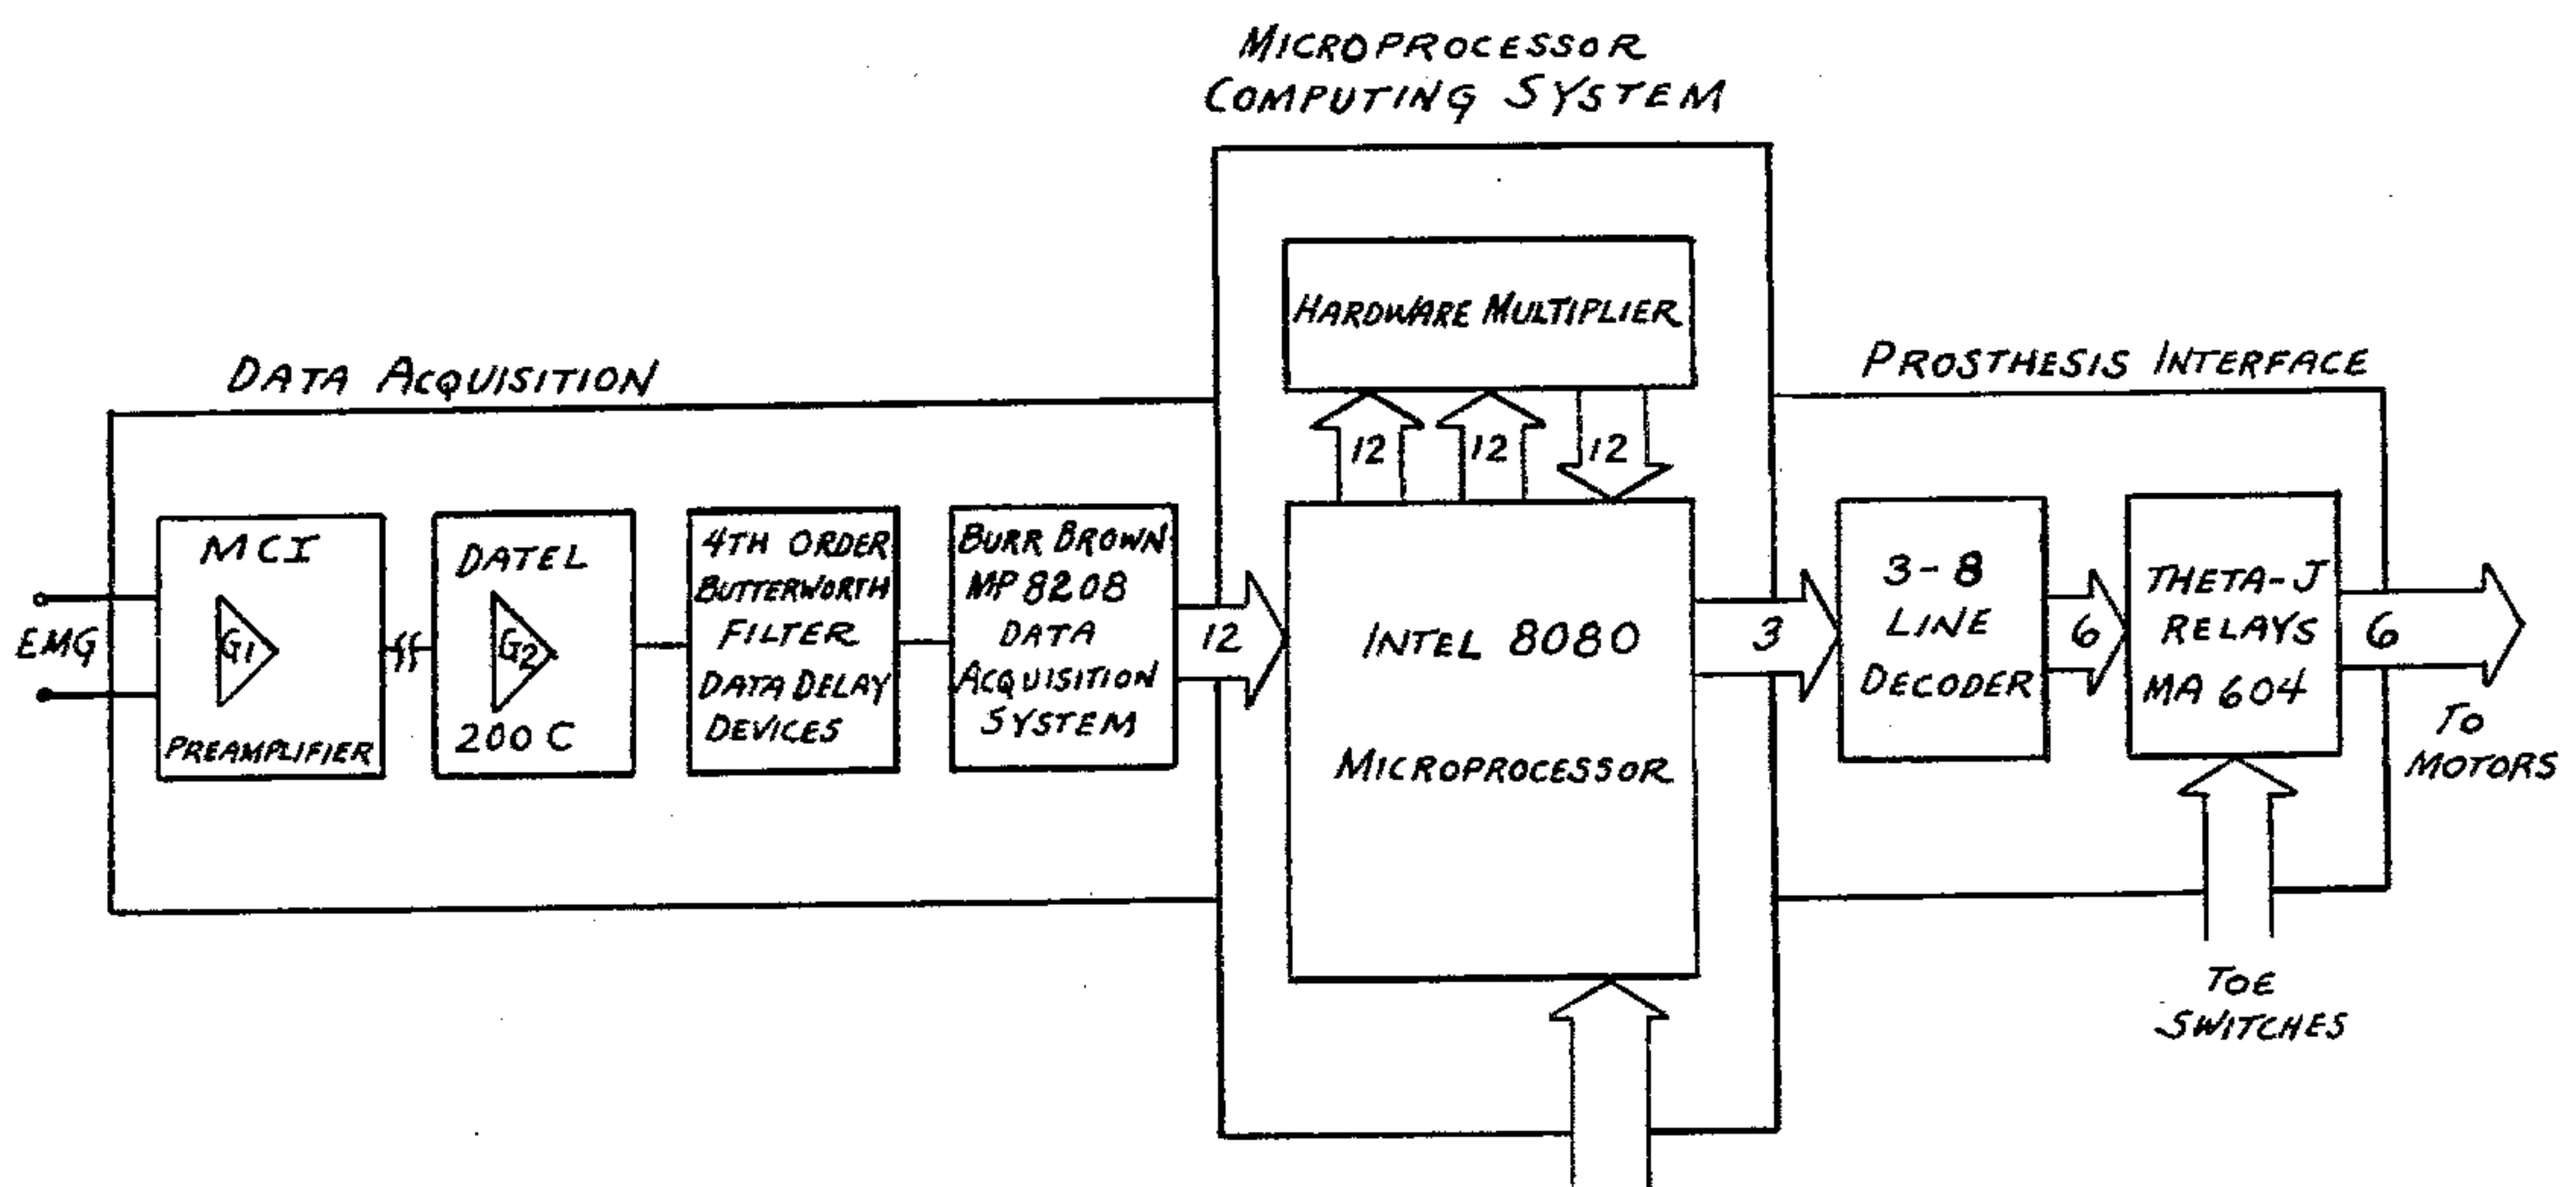 MICROPROCESSOR
COMPUTING SYSTEM
HARDWARE MULTIPLIER
12
12
12
DATA ACQUISITION
PROSTHESIS INTERFACE
EMG
MCI
G1
PREAMPLIFIER
DATEL
G2
200 C
4TH ORDER
BUTTERWORTH
FILTER
DATA DELAY
DEVICES
BURR BROWN
MP 8208
DATA
ACQUISITION
SYSTEM
12
INTEL 8080
MICROPROCESSOR
3
3-8
LINE
DECODER
6
THETA-J
RELAYS
MA 604
6
TO
MOTORS
TOE
SWITCHES